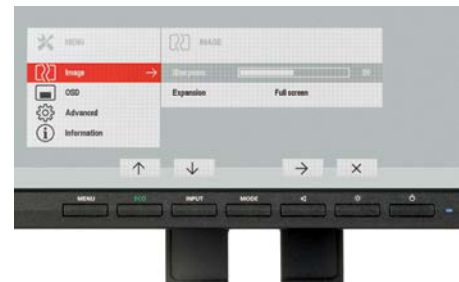 MENU
IMAGE
Image
Sharpness
OSD
Expansion
Full screen
Advanced
Information
MENU
ECO
INPUT
MODE